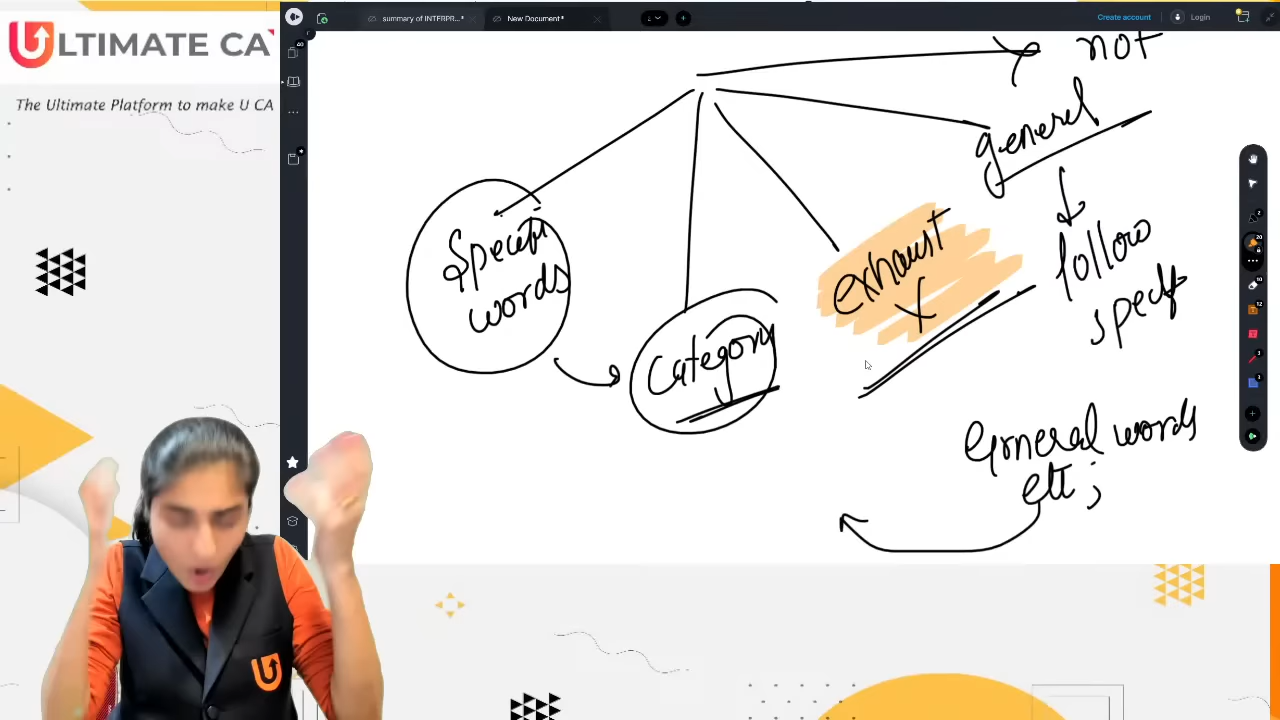 ULTIMATE CA
The Ultimate Platform to make U CA
summary of INTERPR...*
New Document*
Create account
Login
not
general
follow
specf
Specific
words
Category
exhaust
X
General words
etc;